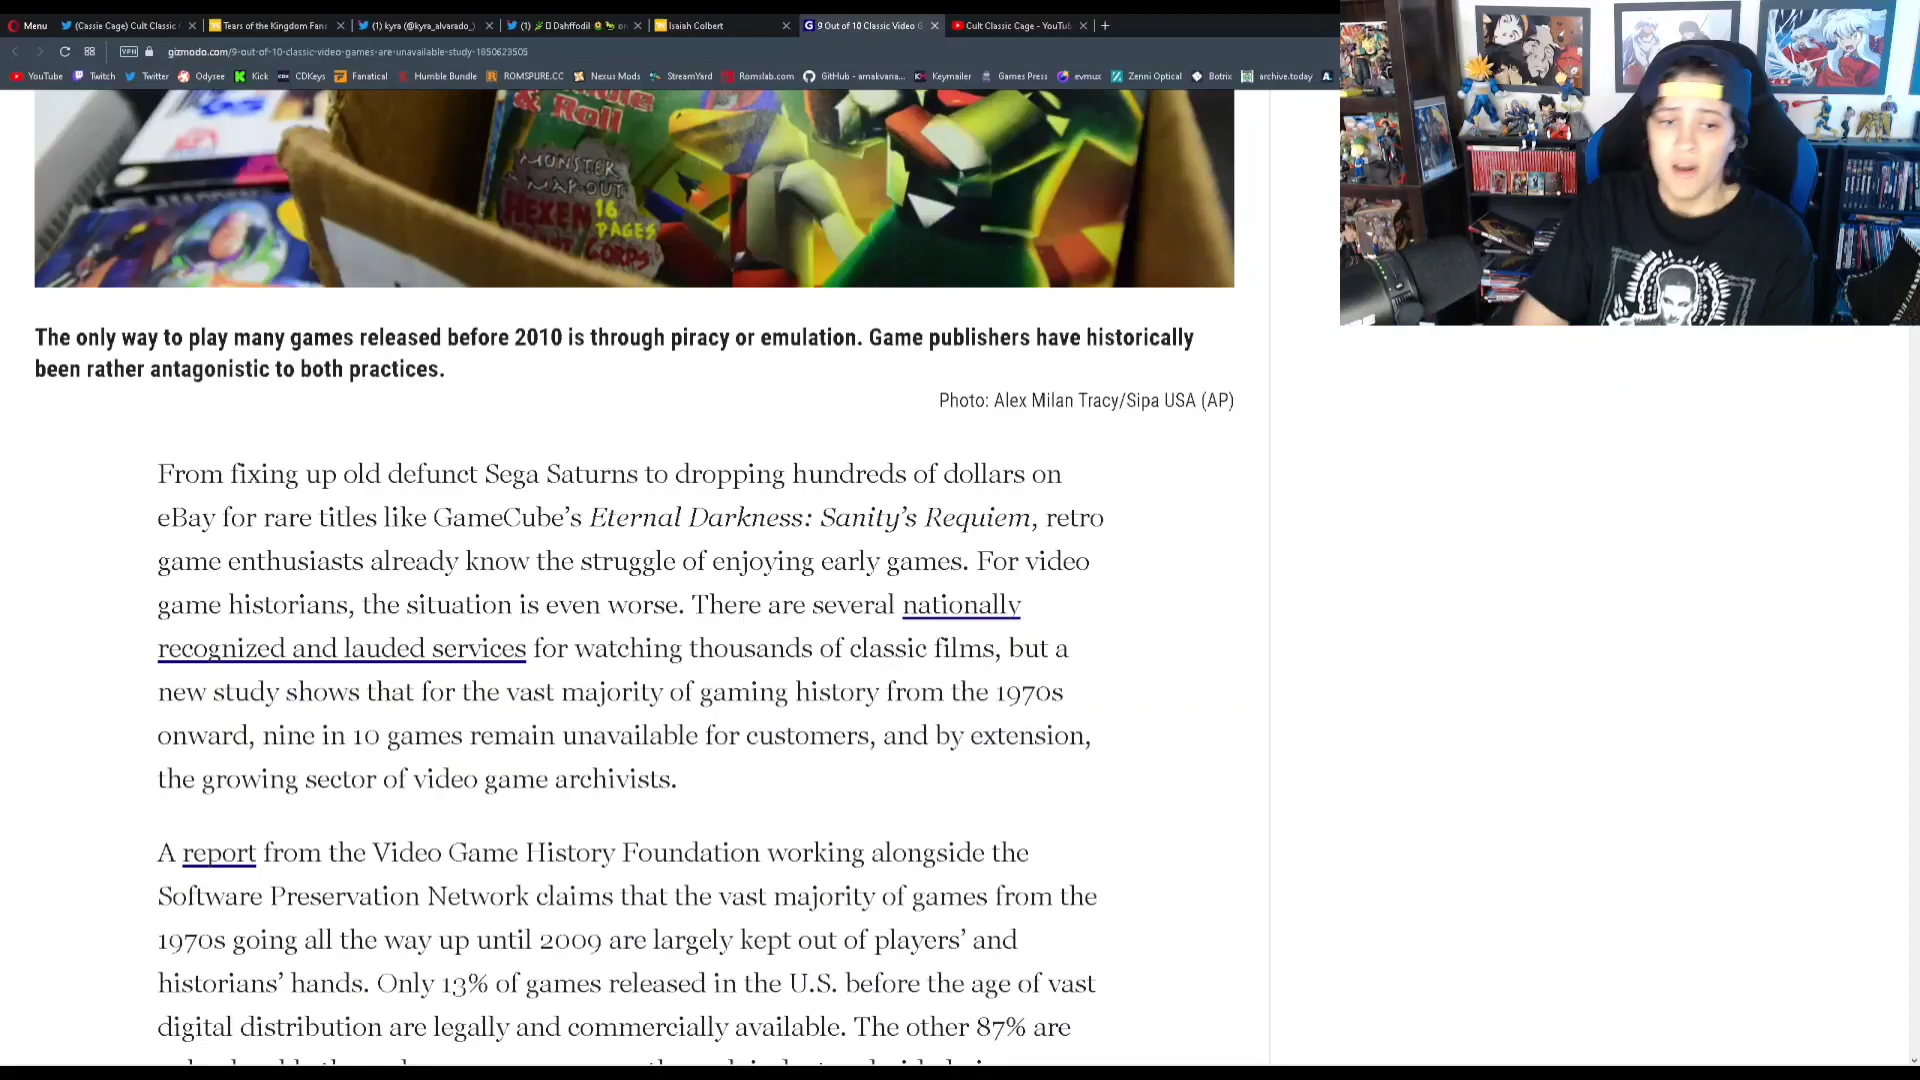 Menu
(Cassie Cage) Cult Classic
Tears of the Kingdom Fans
(1) kyra (@kyra_alvarado_)
(1)
Dahffodil
on
Isaiah Colbert
9 Out of 10 Classic Video G
Cult Classic Cage - YouTube
VPN
gizmodo.com/9-out-of-10-classic-video-games-are-unavailable-study-1850623505
YouTube
Twitch
Twitter
Odysee
Kick
CDKeys
Fanatical
Humble Bundle
ROMSPURE.CC
Nexus Mods
StreamYard
Romslab.com
GitHub - amakvana...
Keymailer
Games Press
evmux
Zenni Optical
Botrix
archive.today
& Roll
MONSTER
MAP-OUT
HEXEN 16
PAGES
CORPS
The only way to play many games released before 2010 is through piracy or emulation. Game publishers have historically
been rather antagonistic to both practices.
Photo: Alex Milan Tracy/Sipa USA (AP)
From fixing up old defunct Sega Saturns to dropping hundreds of dollars on
eBay for rare titles like GameCube’s Eternal Darkness: Sanity’s Requiem, retro
game enthusiasts already know the struggle of enjoying early games. For video
game historians, the situation is even worse. There are several nationally
recognized and lauded services for watching thousands of classic films, but a
new study shows that for the vast majority of gaming history from the 1970s
onward, nine in 10 games remain unavailable for customers, and by extension,
the growing sector of video game archivists.
A report from the Video Game History Foundation working alongside the
Software Preservation Network claims that the vast majority of games from the
1970s going all the way up until 2009 are largely kept out of players’ and
historians’ hands. Only 13% of games released in the U.S. before the age of vast
digital distribution are legally and commercially available. The other 87% are